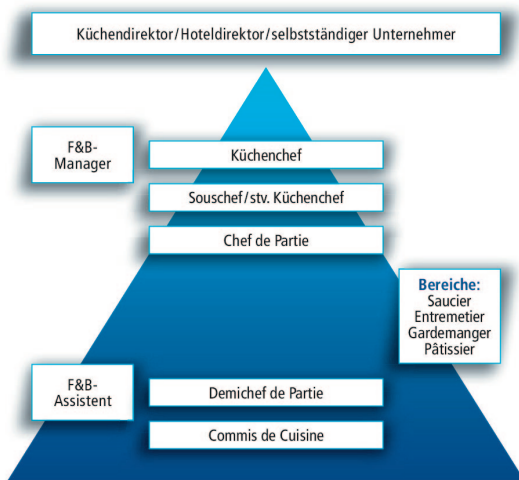 Küchendirektor/Hoteldirektor/selbstständiger Unternehmer
F&B-
Manager
Küchenchef
Souschef/stv. Küchenchef
Chef de Partie
Bereiche:
Saucier
Entremetier
Gardemanger
Pâtissier
F&B-
Assistent
Demichef de Partie
Commis de Cuisine